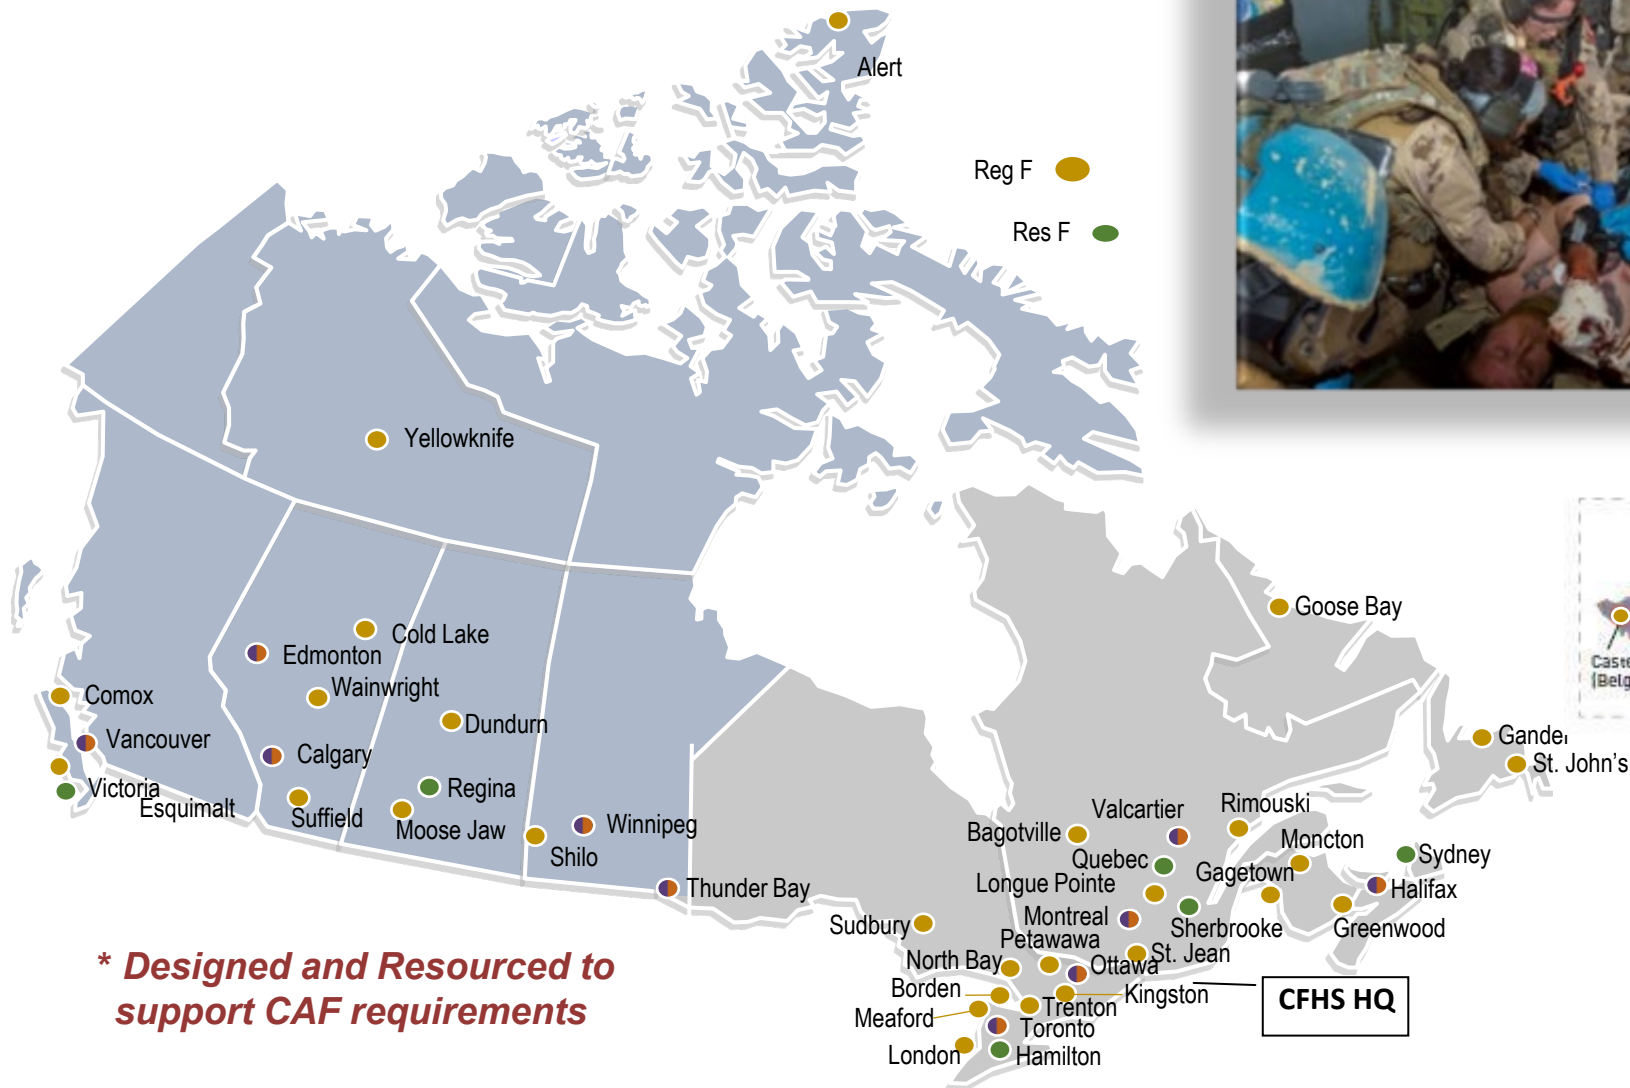 Alert
Reg F
Res F
Yellowknife
Goose Bay
Cold Lake
Edmonton
Wainwright
Comox
Dundurn
Vancouver
Calgary
Gander
St. John's
Victoria
Esquimalt
Regina
Suffield
Moose Jaw
Winnipeg
Shilo
Valcartier
Rimouski
Bagotville
Moncton
Quebec
Sydney
Gagetown
Longue Pointe
Thunder Bay
Halifax
Montreal
Sudbury
Sherbrooke
Greenwood
Petawawa
St. Jean
North Bay
Ottawa
Borden
Kingston
CFHS HQ
Trenton
Meaford
Toronto
London
Hamilton
* Designed and Resourced to
support CAF requirements